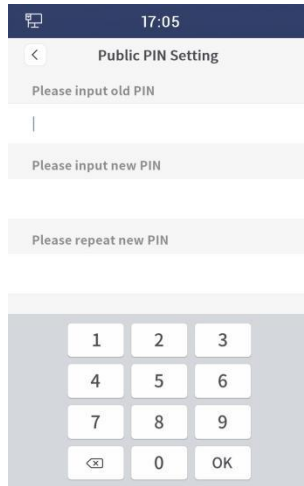 17:05
Public PIN Setting
Please input old PIN
Please input new PIN
Please repeat new PIN
1 2 3
4 5 6
7 8 9
0 OK